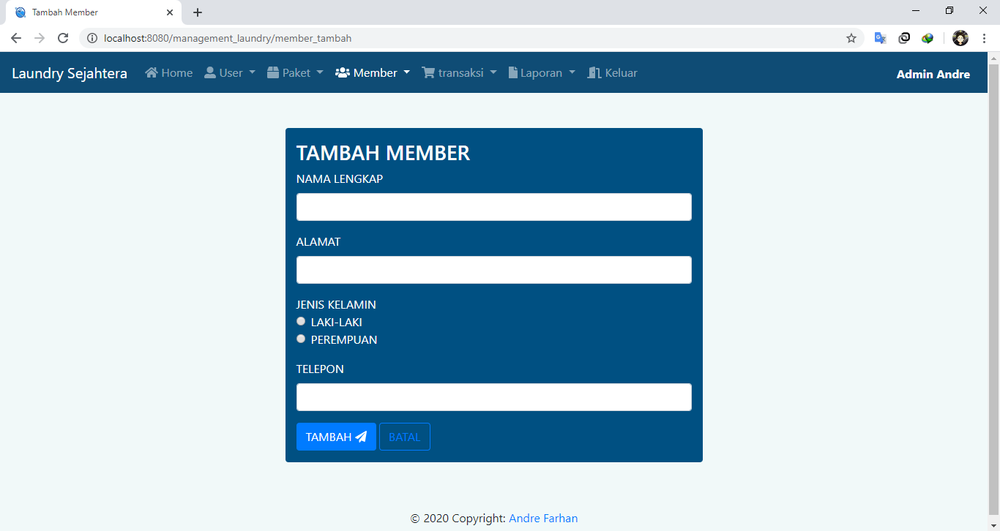 Tambah Member
localhost:8080/management_laundry/member_tambah
Laundry Sejahtera Home User Paket Member transaksi Laporan Keluar Admin Andre
TAMBAH MEMBER
NAMA LENGKAP
ALAMAT
JENIS KELAMIN
LAKI-LAKI
PEREMPUAN
TELEPON
TAMBAH BATAL
© 2020 Copyright: Andre Farhan